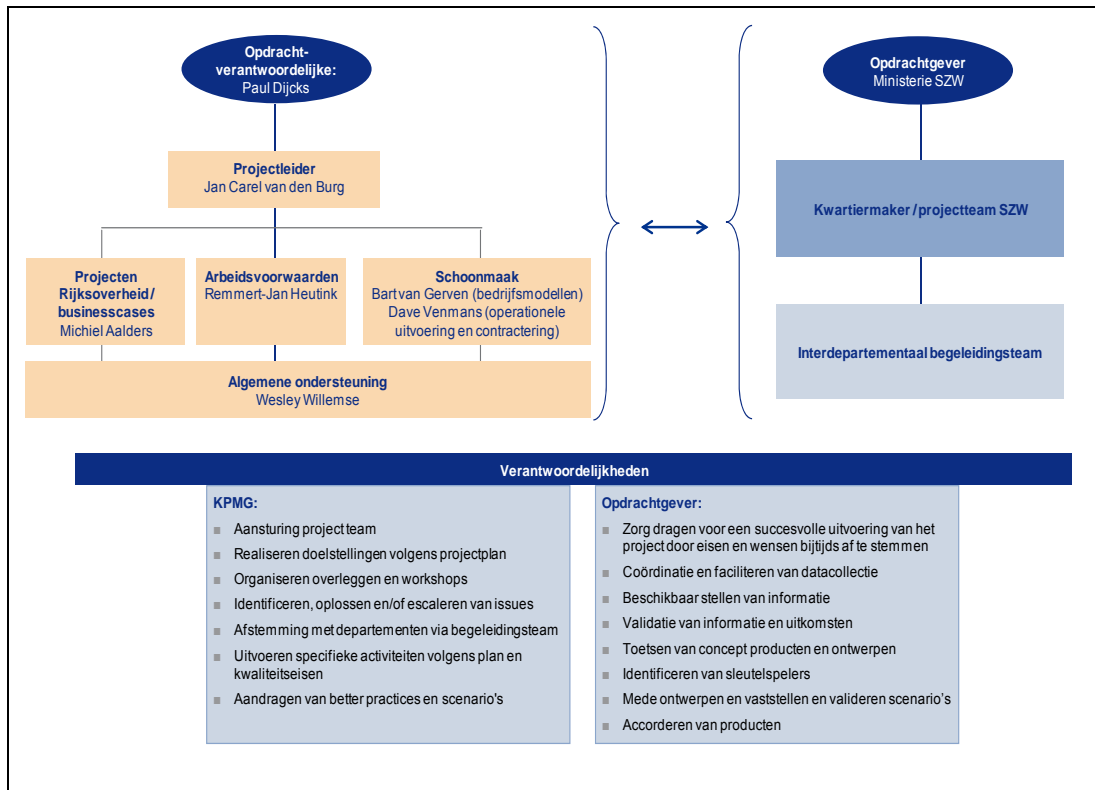 Opdracht-
verantwoordelijke:
Paul Dijcks
Projectleider
Jan Carel van den Burg
Projecten
Rijksoverheid /
businesscases
Michiel Aalders
Arbeidsvoorwaarden
Remmert-Jan Heutink
Schoonmaak
Bart van Gerven (bedrijfsmodellen)
Dave Venmans (operationele
uitvoering en contractering)
Algemene ondersteuning
Wesley Willemse
Opdrachtgever
Ministerie SZW
Kwartiermaker / projectteam SZW
Interdepartementaal begeleidingsteam
Verantwoordelijkheden
KPMG:
Aansturing project team
Realiseren doelstellingen volgens projectplan
Organiseren overleggen en workshops
Identificeren, oplossen en/of escaleren van issues
Afstemming met departementen via begeleidingsteam
Uitvoeren specifieke activiteiten volgens plan en
kwaliteitseisen
Aandragen van better practices en scenario's
Opdrachtgever:
Zorg dragen voor een succesvolle uitvoering van het
project door eisen en wensen bijtijds af te stemmen
Coördinatie en faciliteren van datacollectie
Beschikbaar stellen van informatie
Validatie van informatie en uitkomsten
Toetsen van concept producten en ontwerpen
Identificeren van sleutelspelers
Mede ontwerpen en vaststellen en valideren scenario's
Accorderen van producten